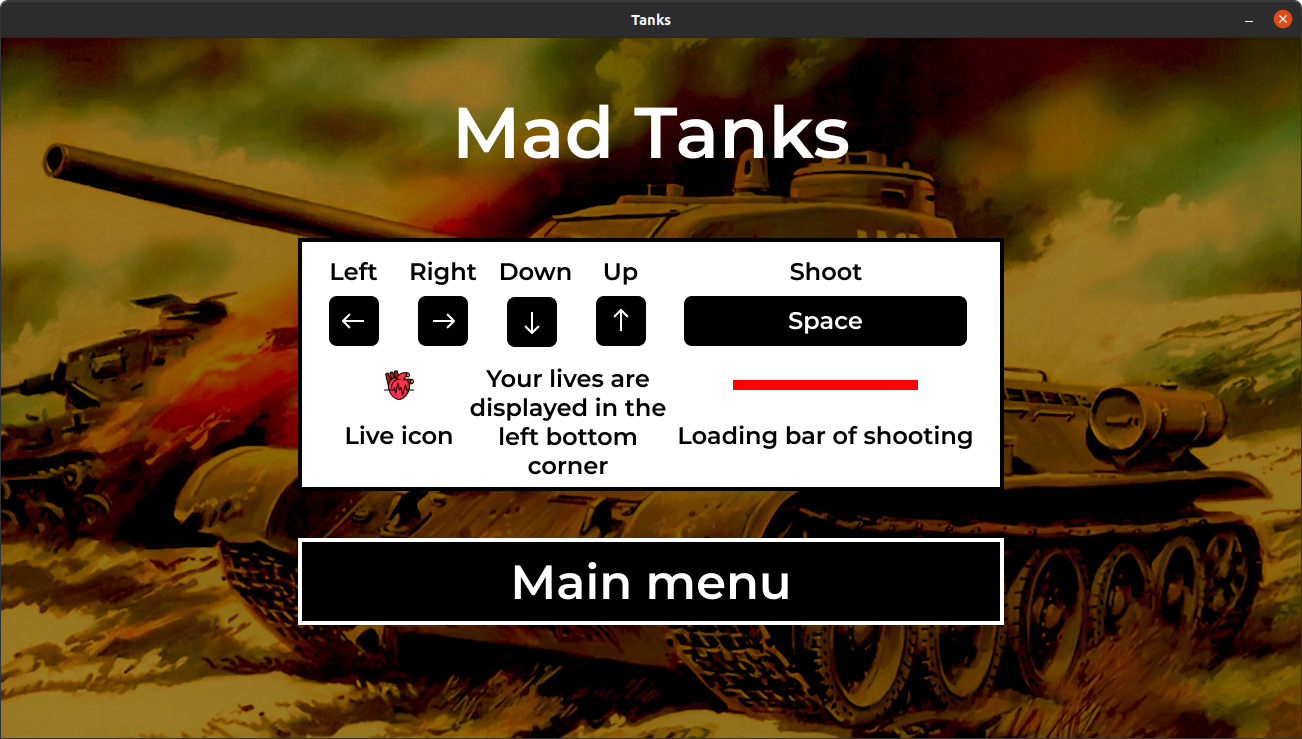 Tanks
Mad Tanks
Left Right Down Up Shoot
← → ↓ ↑ Space
Your lives are
displayed in the
left bottom
corner
Live icon
Loading bar of shooting
Main menu